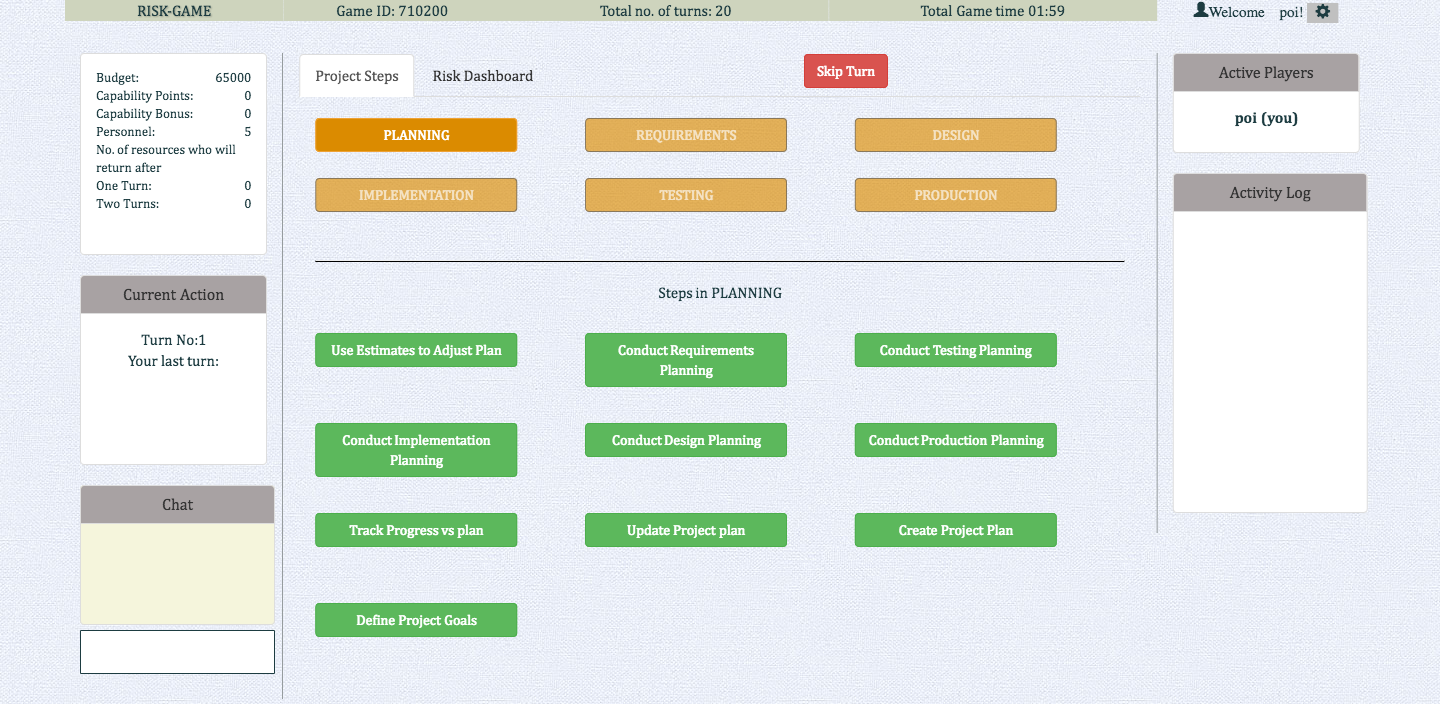 RISK-GAME
Game ID: 710200
Total no. of turns: 20
Total Game time 01:59
Welcome poi!
Budget: 65000
Capability Points: 0
Capability Bonus: 0
Personnel: 5
No. of resources who will
return after
One Turn: 0
Two Turns: 0
Current Action
Turn No:1
Your last turn:
Chat
Project Steps
Risk Dashboard
Skip Turn
PLANNING
REQUIREMENTS
DESIGN
IMPLEMENTATION
TESTING
PRODUCTION
Steps in PLANNING
Use Estimates to Adjust Plan
Conduct Requirements
Planning
Conduct Testing Planning
Conduct Implementation
Planning
Conduct Design Planning
Conduct Production Planning
Track Progress vs plan
Update Project plan
Create Project Plan
Define Project Goals
Active Players
poi (you)
Activity Log